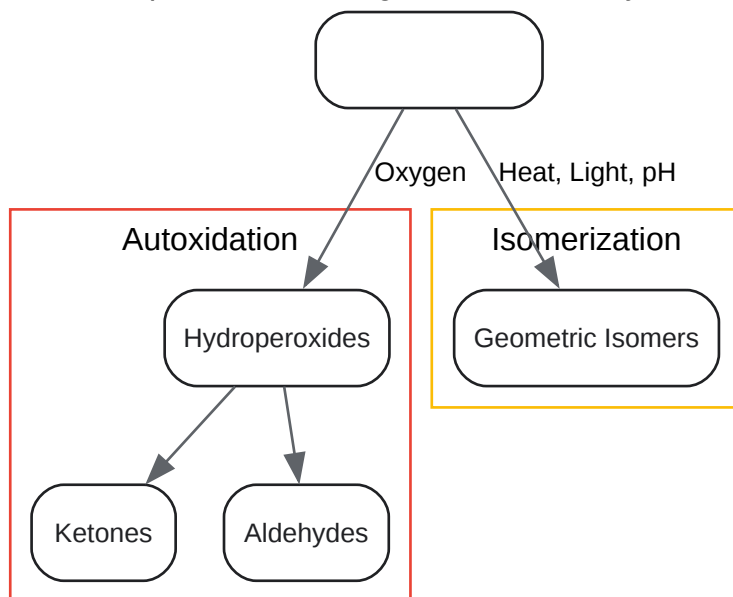 Oxygen
Heat, Light, pH
Autoxidation
Isomerization
Hydroperoxides
Geometric Isomers
Ketones
Aldehydes